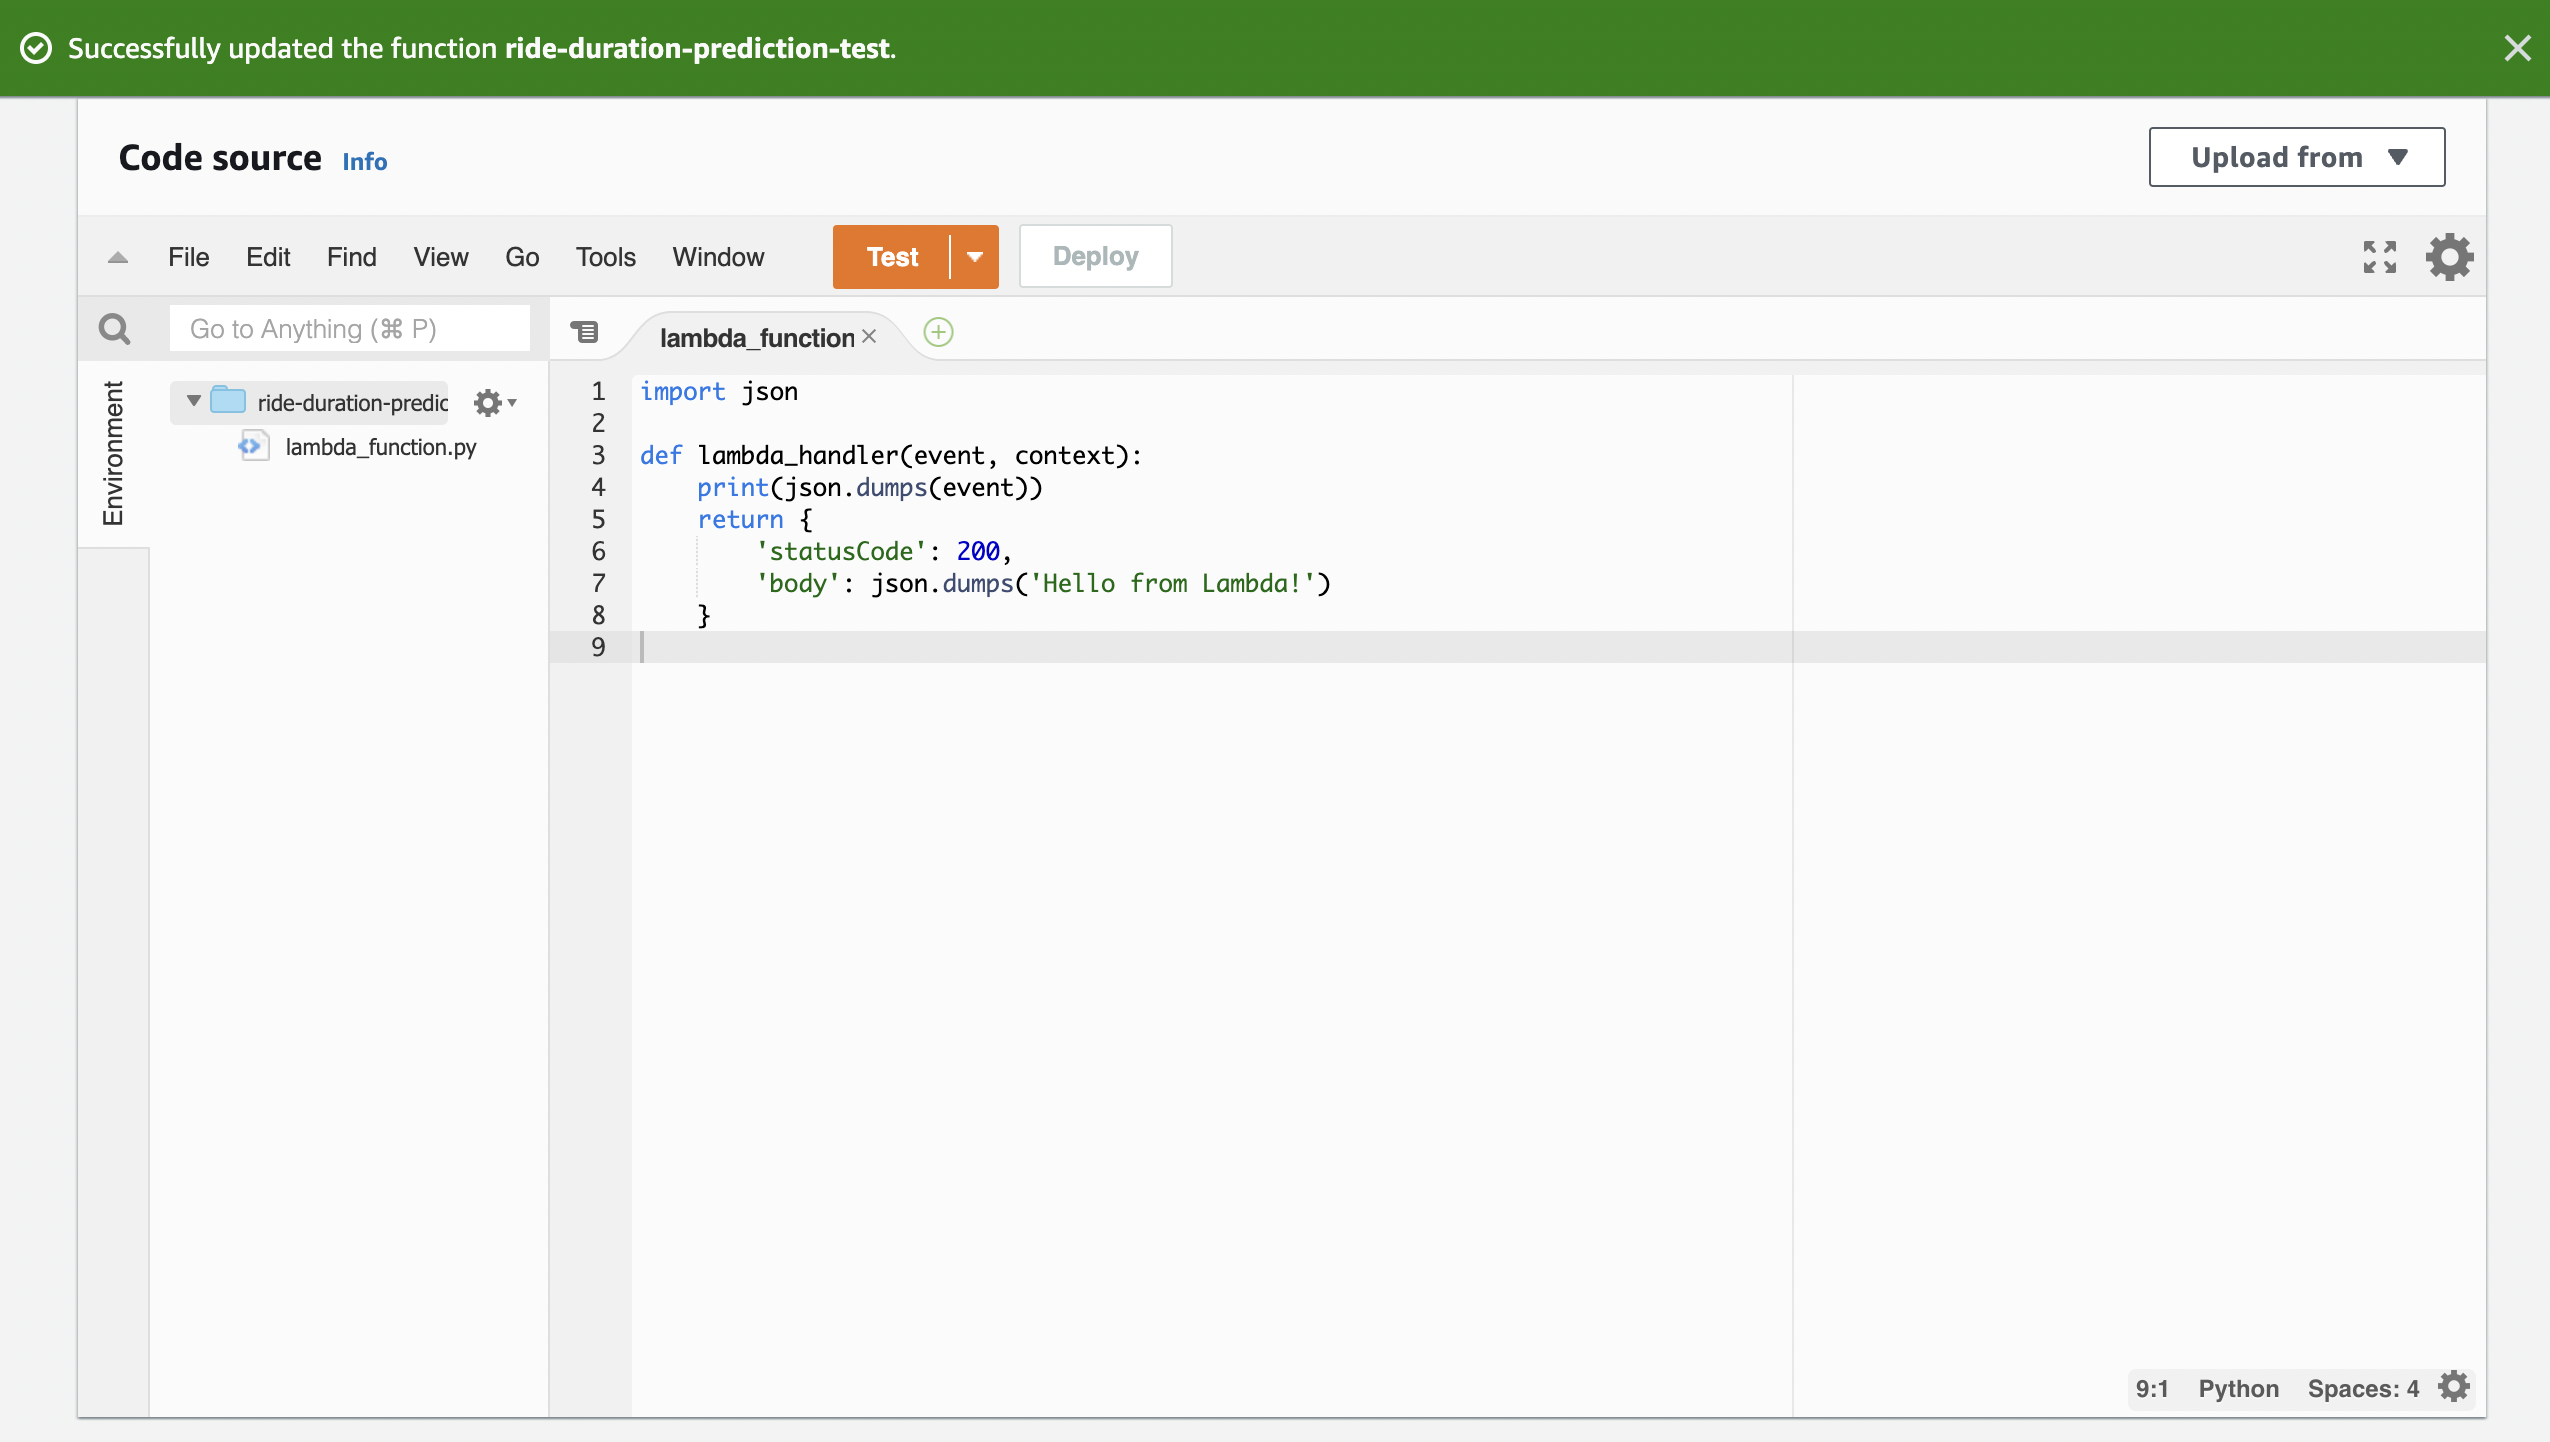 Successfully updated the function ride-duration-prediction-test.
Code source Info
Upload from
File Edit Find View Go Tools Window Test Deploy
Go to Anything (⌘ P)
lambda_function
Environment
ride-duration-predic
lambda_function.py
1 import json
2
3 def lambda_handler(event, context):
4     print(json.dumps(event))
5     return {
6         'statusCode': 200,
7         'body': json.dumps('Hello from Lambda!')
8     }
9
9:1 Python Spaces: 4